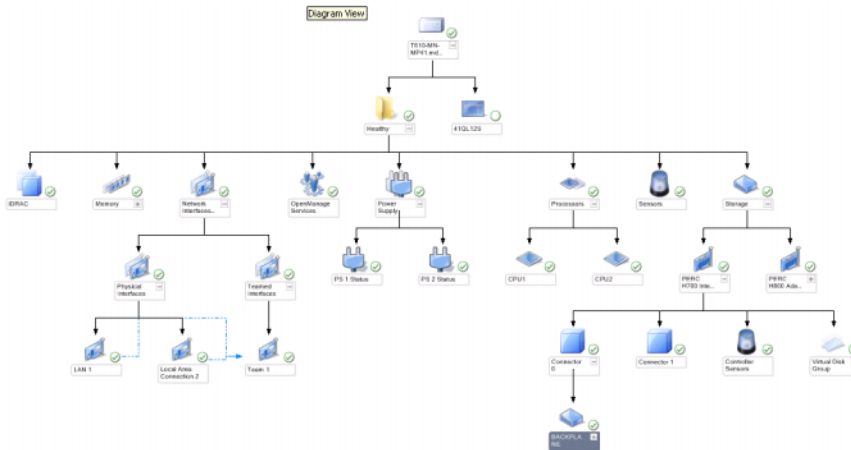 Diagram View
T610-MN-
MP41.md...
Healthy
41QL12S
IDRAC
Memory
Network
Interfaces...
OpenManage
Services
Power
Supply
Processors
Sensors
Storage
Physical
Interfaces
Teamed
Interfaces
PS 1 Status
PS 2 Status
CPU1
CPU2
PERC
H700 Inte...
PERC
H800 Ada...
LAN 1
Local Area
Connection 2
Team 1
Connector
0
Connector 1
Controller
Sensors
Virtual Disk
Group
BACKPLA
NE